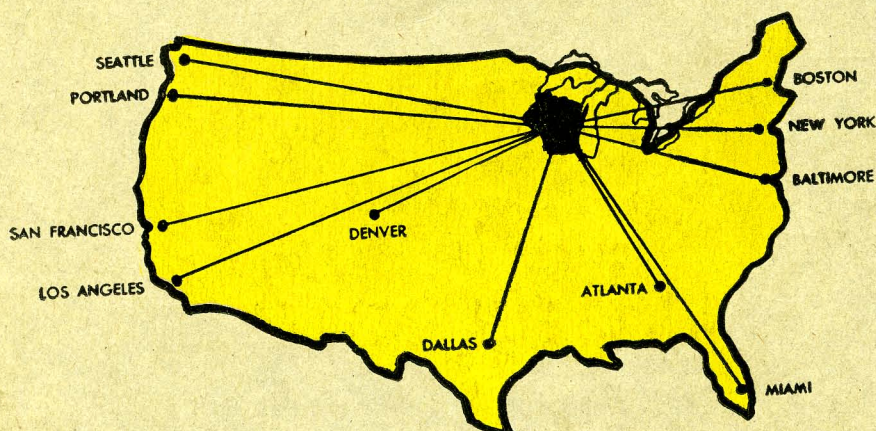 SEATTLE
PORTLAND
SAN FRANCISCO
LOS ANGELES
DENVER
DALLAS
ATLANTA
MIAMI
BOSTON
NEW YORK
BALTIMORE